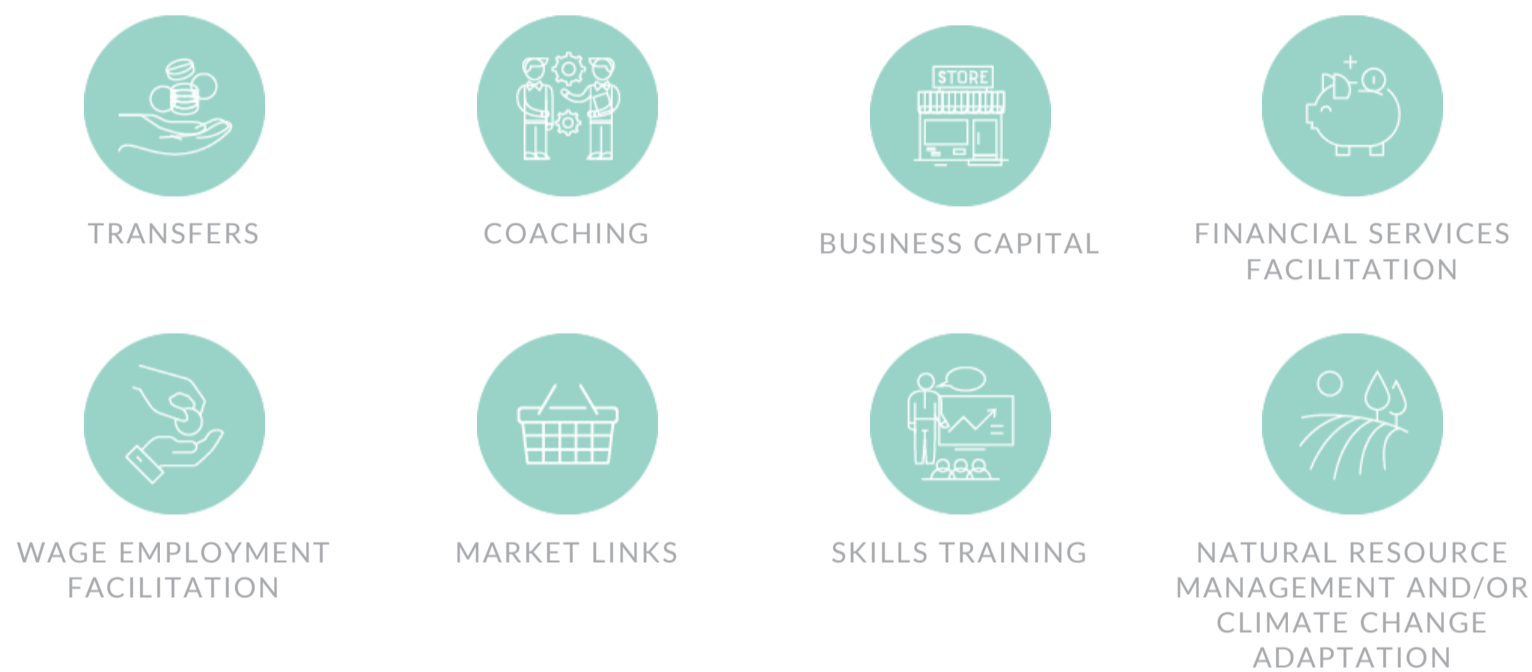 STORE
TRANSFERS
COACHING
BUSINESS CAPITAL
FINANCIAL SERVICES
FACILITATION
WAGE EMPLOYMENT
FACILITATION
MARKET LINKS
SKILLS TRAINING
NATURAL RESOURCE
MANAGEMENT AND/OR
CLIMATE CHANGE
ADAPTATION